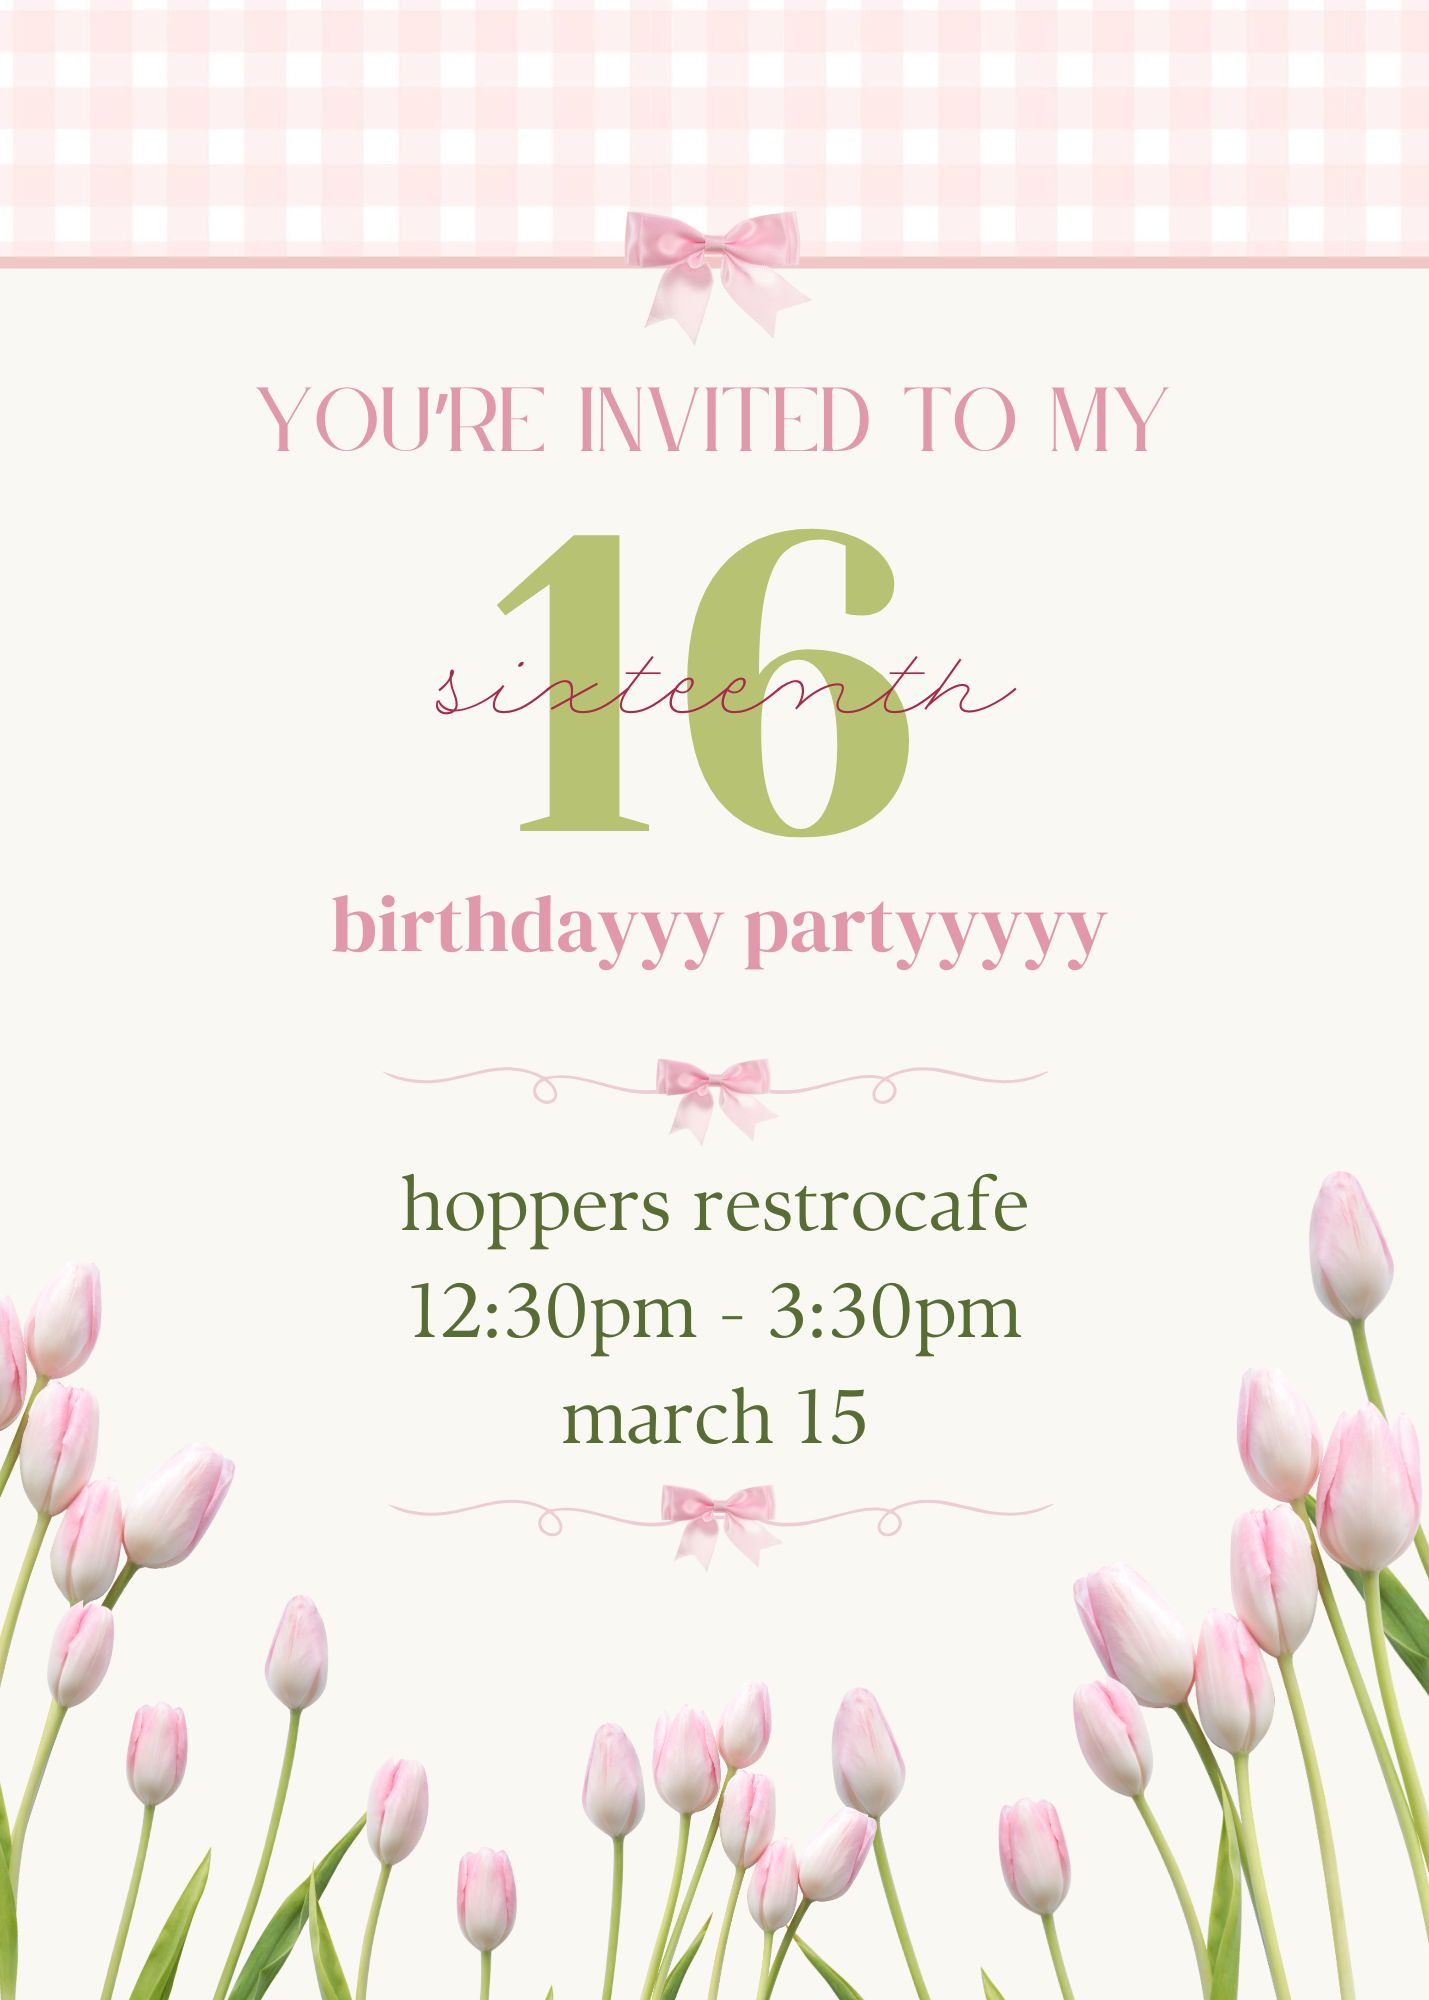 YOU'RE INVITED TO MY
16
sixteenth
birthdayyy partyyyyy
hoppers restrocafe
12:30pm - 3:30pm
march 15